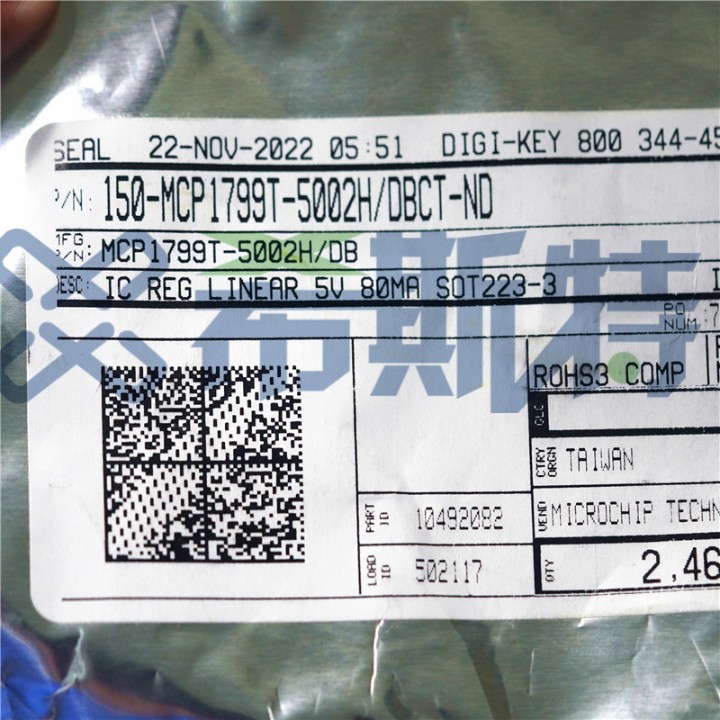 SEAL 22-NOV-2022 05:51 DIGI-KEY 800 344-45
P/N: 150-MCP1799T-5002H/DBCT-ND
MFG P/N: MCP1799T-5002H/DB
DESC: IC REG LINEAR 5V 80MA SOT223-3
PO NUM: 7
希斯特
ROHS3 COMP
CLC
CTRY ORGN TAIWAN
PART ID 10492082
VEND MICROCHIP TECHN
LOAD ID 502117
QTY 2,46